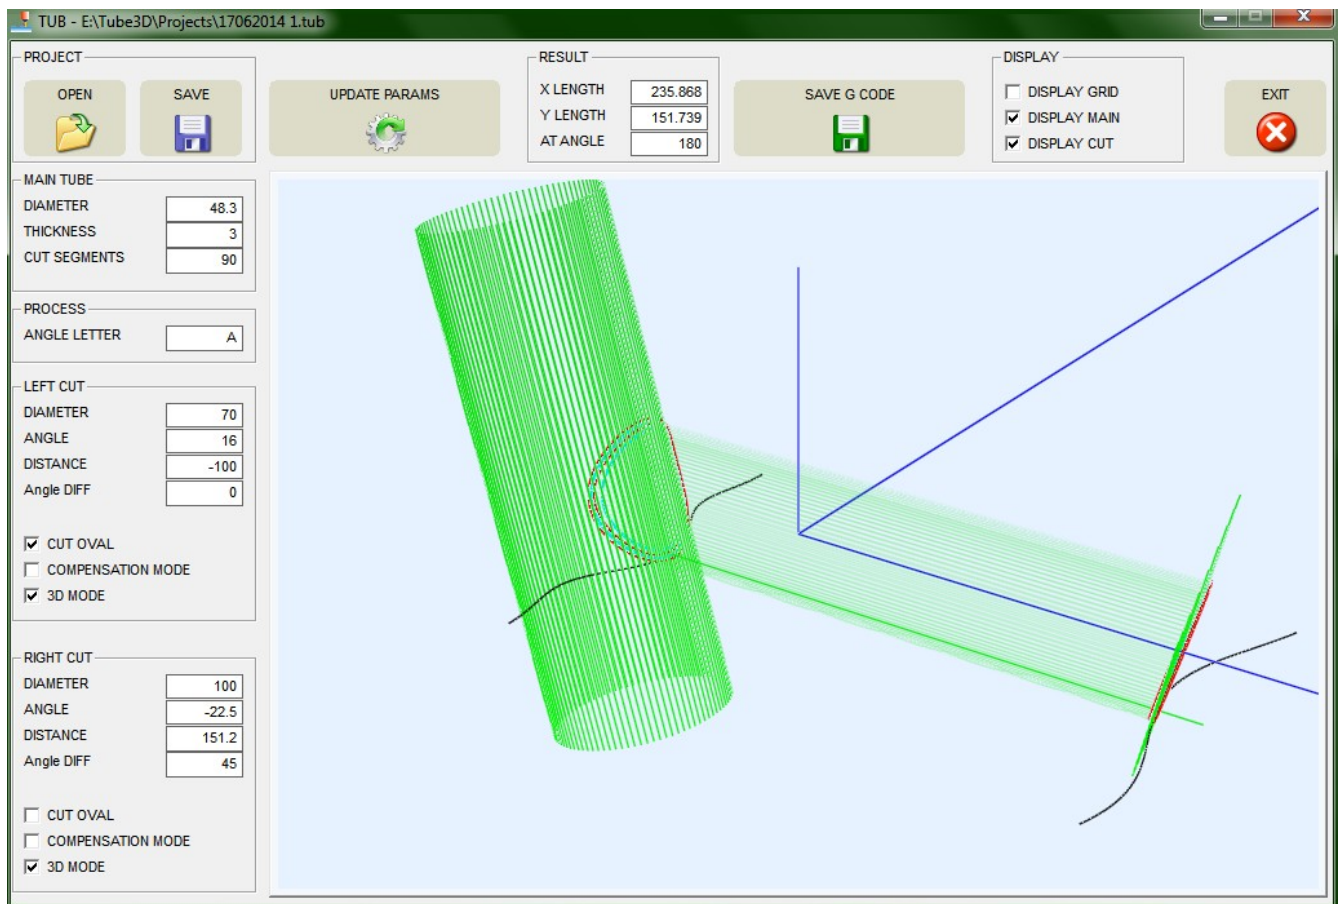 TUB - E:\Tube3D\Projects\17062014 1.tub
PROJECT
OPEN
SAVE
UPDATE PARAMS
RESULT
X LENGTH 235.868
Y LENGTH 151.739
AT ANGLE 180
SAVE G CODE
DISPLAY
DISPLAY GRID
DISPLAY MAIN
DISPLAY CUT
EXIT
MAIN TUBE
DIAMETER 48.3
THICKNESS 3
CUT SEGMENTS 90
PROCESS
ANGLE LETTER A
LEFT CUT
DIAMETER 70
ANGLE 16
DISTANCE -100
Angle DIFF 0
CUT OVAL
COMPENSATION MODE
3D MODE
RIGHT CUT
DIAMETER 100
ANGLE -22.5
DISTANCE 151.2
Angle DIFF 45
CUT OVAL
COMPENSATION MODE
3D MODE